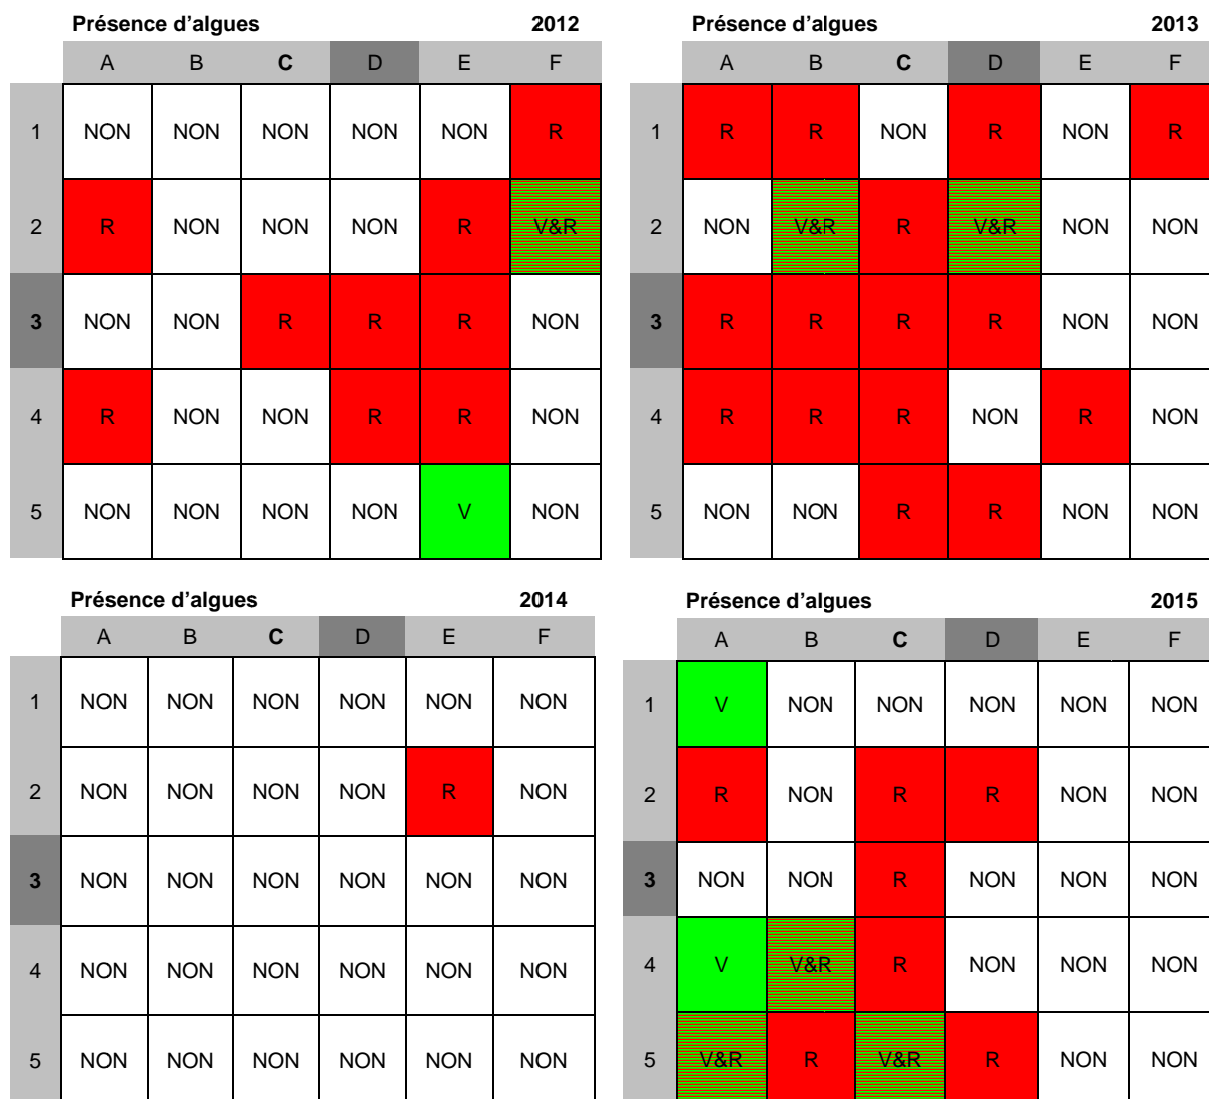 Présence d'algues 2012
A B C D E F
1 NON NON NON NON NON R
2 R NON NON NON R V&R
3 NON NON R R R NON
4 R NON NON R R NON
5 NON NON NON NON V NON
Présence d'algues 2013
A B C D E F
1 R R NON R NON R
2 NON V&R R V&R NON NON
3 R R R R NON NON
4 R R R NON R NON
5 NON NON R R NON NON
Présence d'algues 2014
A B C D E F
1 NON NON NON NON NON NON
2 NON NON NON NON R NON
3 NON NON NON NON NON NON
4 NON NON NON NON NON NON
5 NON NON NON NON NON NON
Présence d'algues 2015
A B C D E F
1 V NON NON NON NON NON
2 R NON R R NON NON
3 NON NON R NON NON NON
4 V V&R R NON NON NON
5 V&R R V&R R NON NON